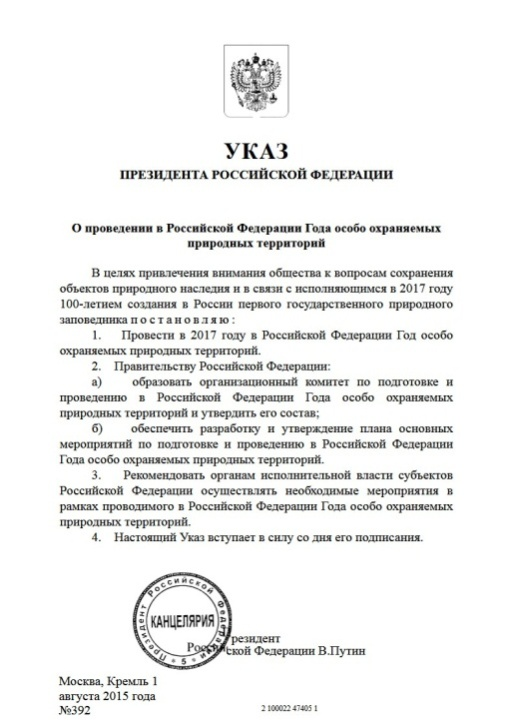 УКАЗ
ПРЕЗИДЕНТА РОССИЙСКОЙ ФЕДЕРАЦИИ
О проведении в Российской Федерации Года особо охраняемых
природных территорий
В целях привлечения внимания общества к вопросам сохранения
объектов природного наследия и в связи с исполняющимся в 2017 году
100-летием создания в России первого государственного природного
заповедника п о с т а н о в л я ю :
1. Провести в 2017 году в Российской Федерации Год особо
охраняемых природных территорий.
2. Правительству Российской Федерации:
а) образовать организационный комитет по подготовке и
проведению в Российской Федерации Года особо охраняемых
природных территорий и утвердить его состав;
б) обеспечить разработку и утверждение плана основных
мероприятий по подготовке и проведению в Российской Федерации
Года особо охраняемых природных территорий.
3. Рекомендовать органам исполнительной власти субъектов
Российской Федерации осуществлять необходимые мероприятия в
рамках проводимого в Российской Федерации Года особо охраняемых
природных территорий.
4. Настоящий Указ вступает в силу со дня его подписания.
Президент Российской Федерации
КАНЦЕЛЯРИЯ
* 5 *
резидент
Росс ской Федерации В.Путин
Москва, Кремль 1
августа 2015 года
№392
2 100022 47405 1